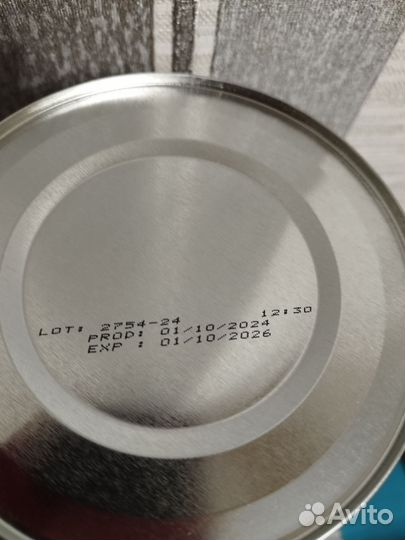 LOT: 2754-24 12:30
PROD: 01/10/2024
EXP : 01/10/2026
Avito